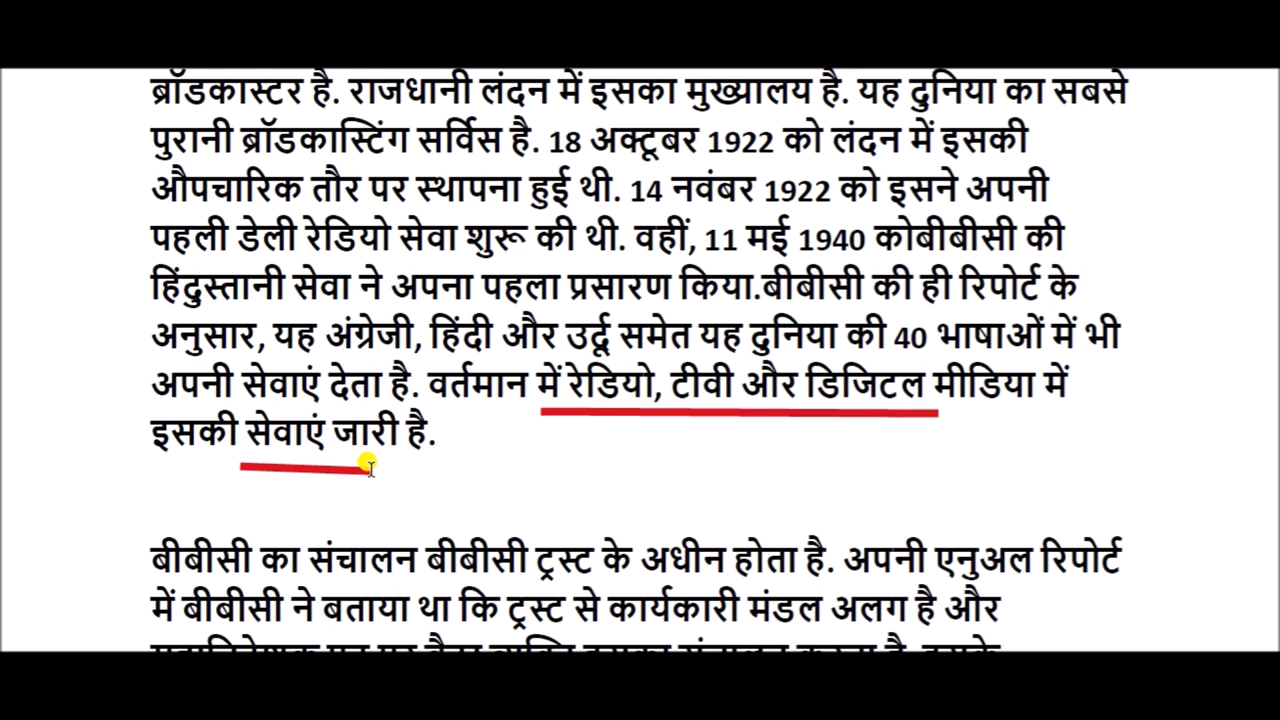 ब्रॉडकास्टर है. राजधानी लंदन में इसका मुख्यालय है. यह दुनिया का सबसे
पुरानी ब्रॉडकास्टिंग सर्विस है. 18 अक्टूबर 1922 को लंदन में इसकी
औपचारिक तौर पर स्थापना हुई थी. 14 नवंबर 1922 को इसने अपनी
पहली डेली रेडियो सेवा शुरू की थी. वहीं, 11 मई 1940 कोबीबीसी की
हिंदुस्तानी सेवा ने अपना पहला प्रसारण किया.बीबीसी की ही रिपोर्ट के
अनुसार, यह अंग्रेजी, हिंदी और उर्दू समेत यह दुनिया की 40 भाषाओं में भी
अपनी सेवाएं देता है. वर्तमान में रेडियो, टीवी और डिजिटल मीडिया में
इसकी सेवाएं जारी है.
बीबीसी का संचालन बीबीसी ट्रस्ट के अधीन होता है. अपनी एनुअल रिपोर्ट
में बीबीसी ने बताया था कि ट्रस्ट से कार्यकारी मंडल अलग है और